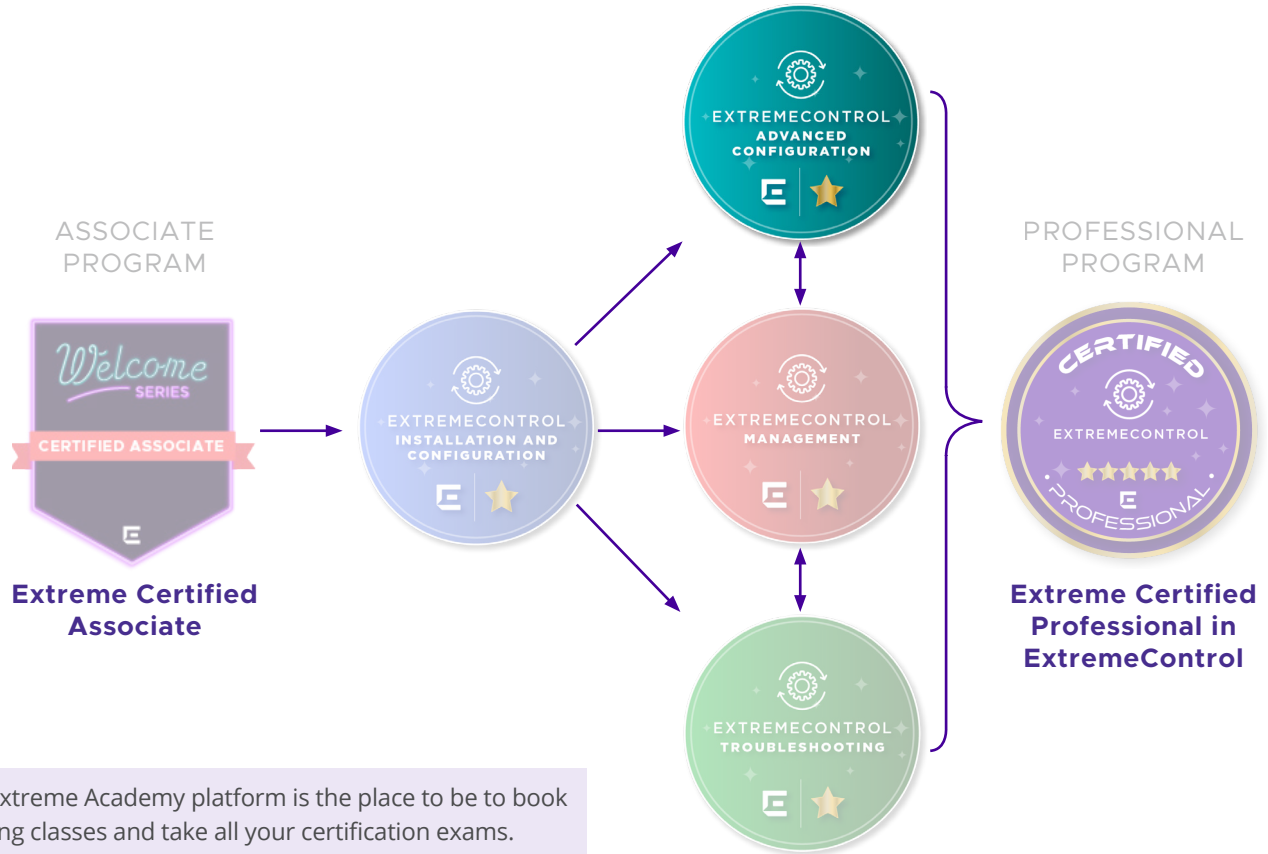 ASSOCIATE
PROGRAM
Welcome
SERIES
CERTIFIED ASSOCIATE
Extreme Certified
Associate
EXTREMECONTROL
INSTALLATION AND
CONFIGURATION
EXTREMECONTROL
ADVANCED
CONFIGURATION
EXTREMECONTROL
MANAGEMENT
EXTREMECONTROL
TROUBLESHOOTING
PROFESSIONAL
PROGRAM
CERTIFIED
EXTREMECONTROL
PROFESSIONAL
Extreme Certified
Professional in
ExtremeControl
xtreme Academy platform is the place to be to book
ng classes and take all your certification exams.